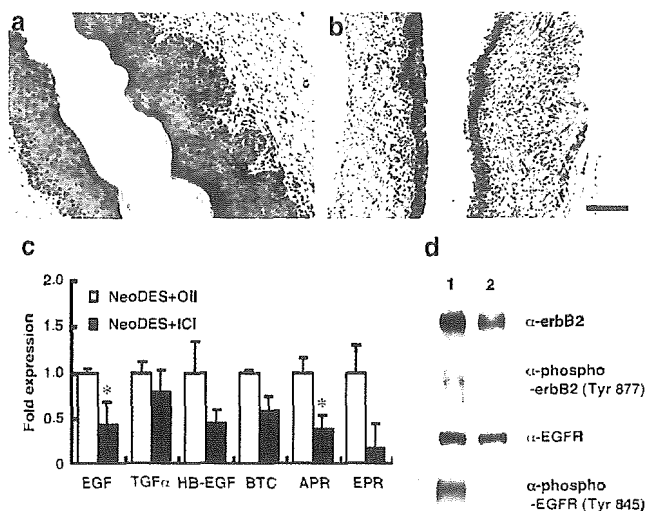 a
b
c
Fold expression
2.0
1.5
1.0
0.5
0
NeoDES+Oil
NeoDES+ICI
*
*
EGF TGFα HB-EGF BTC APR EPR
d
1 2
α-erbB2
α-phospho
-erbB2 (Tyr 877)
α-EGFR
α-phospho
-EGFR (Tyr 845)